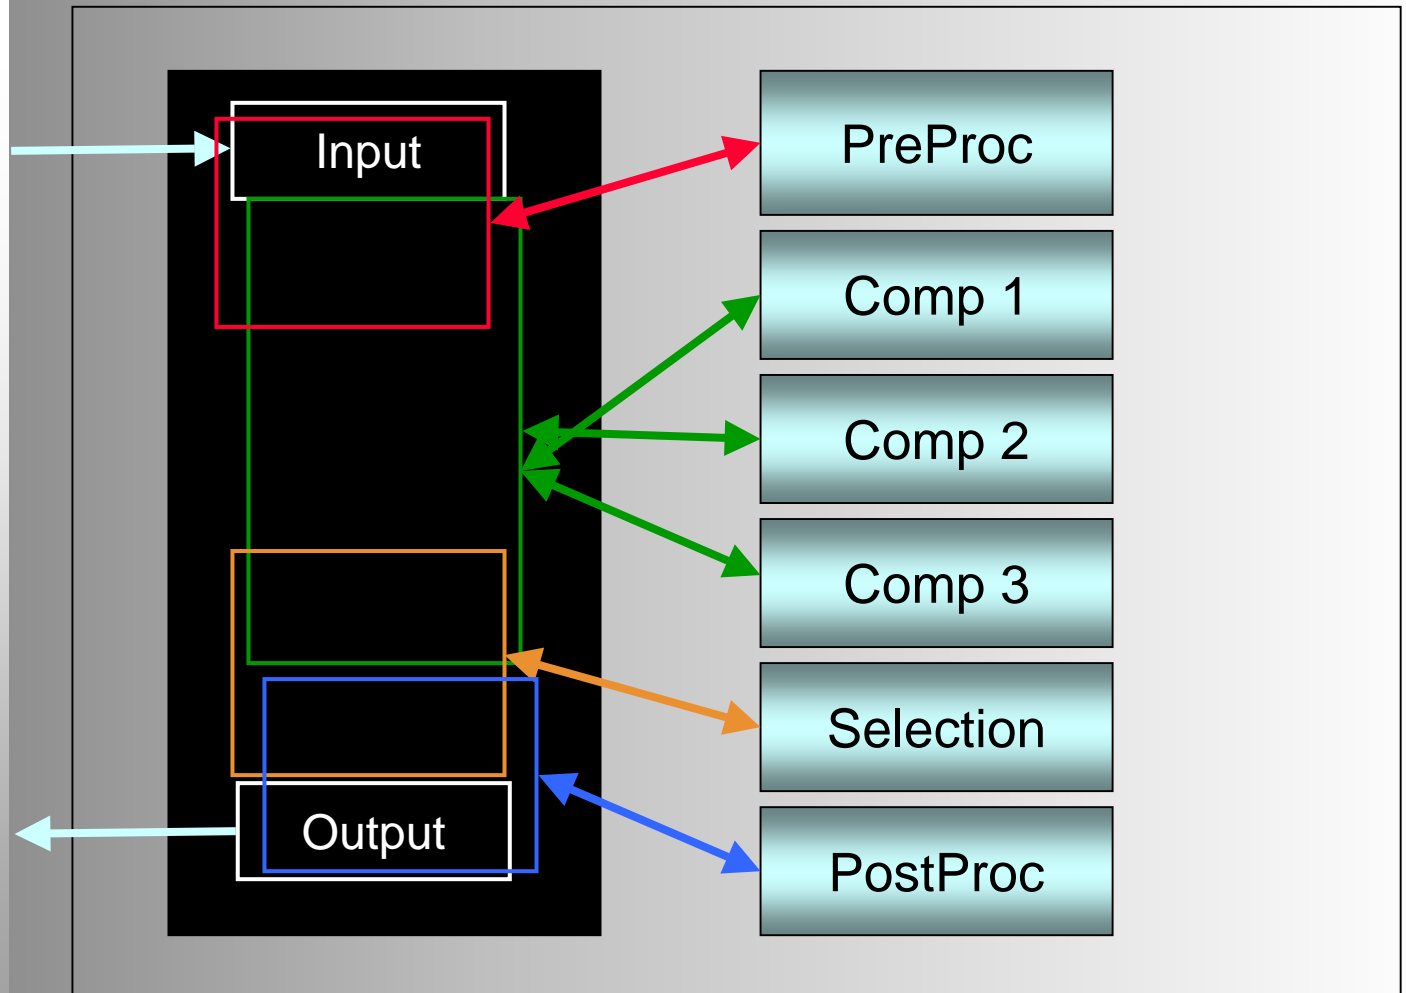 Input
PreProc
Comp 1
Comp 2
Comp 3
Selection
Output
PostProc